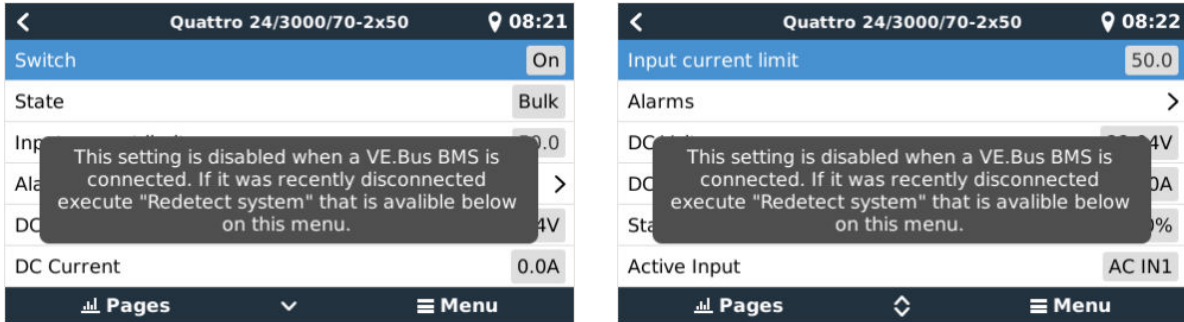 Quattro 24/3000/70-2x50 08:21
Switch On
State Bulk
This setting is disabled when a VE.Bus BMS is
connected. If it was recently disconnected
execute "Redetect system" that is avalible below
on this menu.
DC Current 0.0A
Pages Menu
Quattro 24/3000/70-2x50 08:22
Input current limit 50.0
Alarms
This setting is disabled when a VE.Bus BMS is
connected. If it was recently disconnected
execute "Redetect system" that is avalible below
on this menu.
Active Input AC IN1
Pages Menu